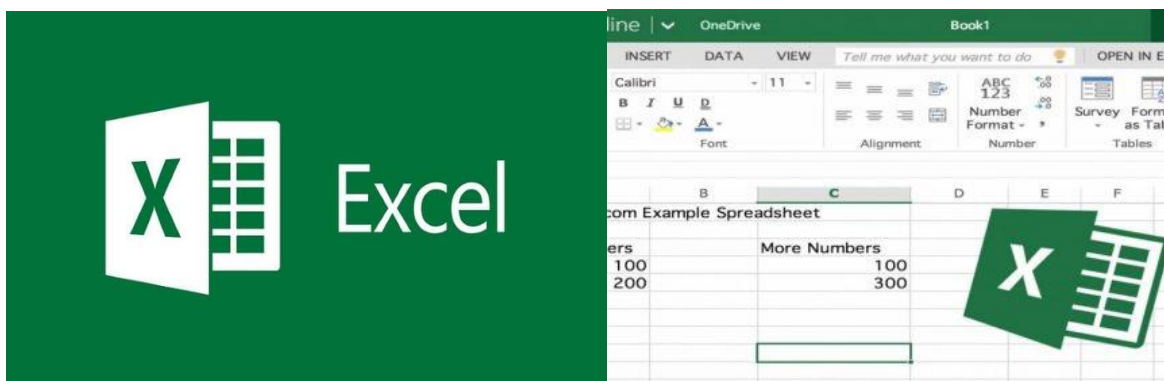 X Excel
line OneDrive Book1
INSERT DATA VIEW Tell me what you want to do OPEN IN E
Calibri 11 ABC
123
B I U D Number
Format Survey Form
as Tal
A
Font Alignment Number Tables
B C D E F
com Example Spreadsheet
ers More Numbers
100 100
200 300
X